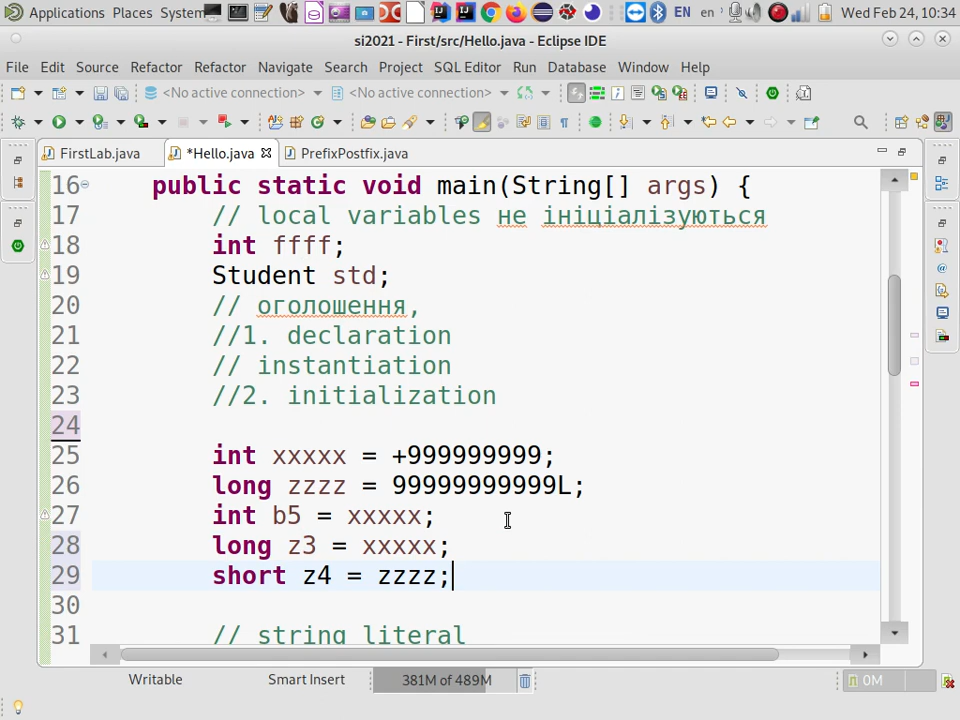 Applications Places System EN en Wed Feb 24, 10:34
si2021 - First/src/Hello.java - Eclipse IDE
File Edit Source Refactor Refactor Navigate Search Project SQL Editor Run Database Window Help
<No active connection> <No active connection>
FirstLab.java *Hello.java PrefixPostfix.java
16 public static void main(String[] args) {
17 // local variables не ініціалізуються
18 int ffff;
19 Student std;
20 // оголошення,
21 //1. declaration
22 // instantiation
23 //2. initialization
24
25 int xxxxx = +999999999;
26 long zzzz = 99999999999L;
27 int b5 = xxxxx;
28 long z3 = xxxxx;
29 short z4 = zzzz;
30
31 // string literal
Writable Smart Insert 381M of 489M 0M